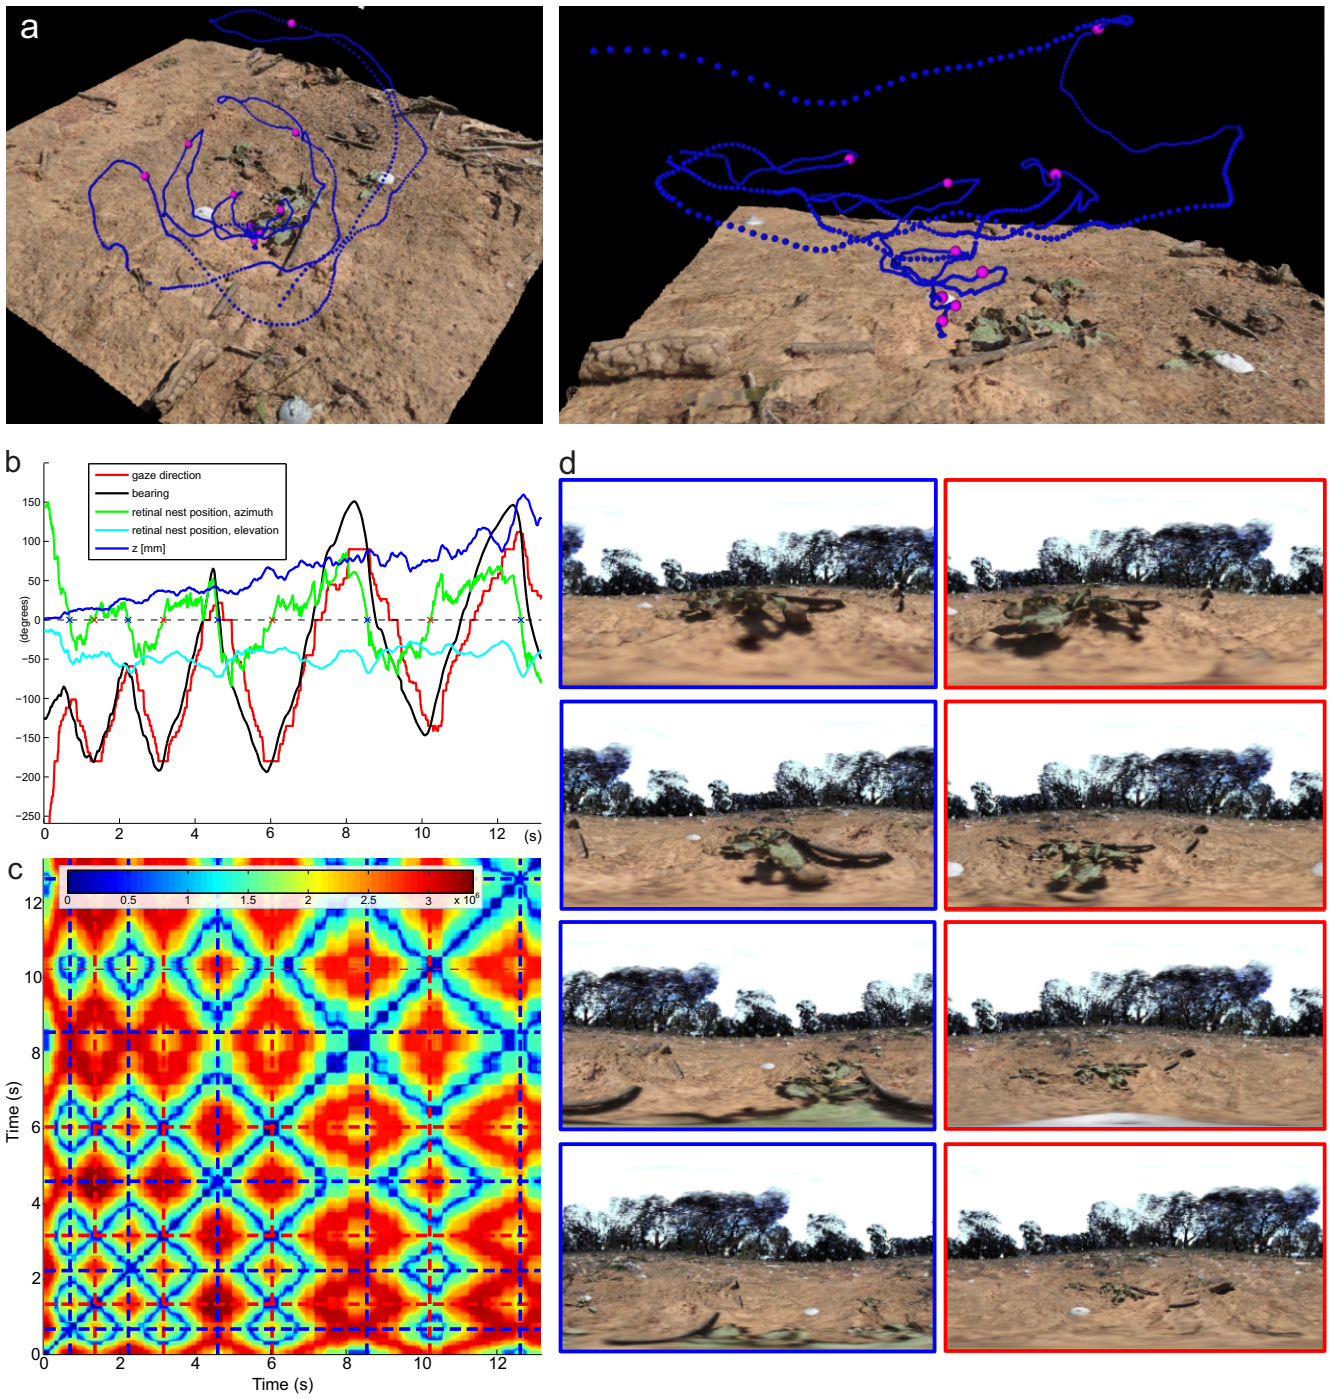 a
b
gaze direction
bearing
retinal nest position, azimuth
retinal nest position, elevation
z [mm]
150
100
50
0
−50
−100
−150
−200
−250
(degrees)
0 2 4 6 8 10 12 (s)
c
0 0.5 1 1.5 2 2.5 3 x 10⁶
12
10
8
6
4
2
0
Time (s)
0 2 4 6 8 10 12
Time (s)
d